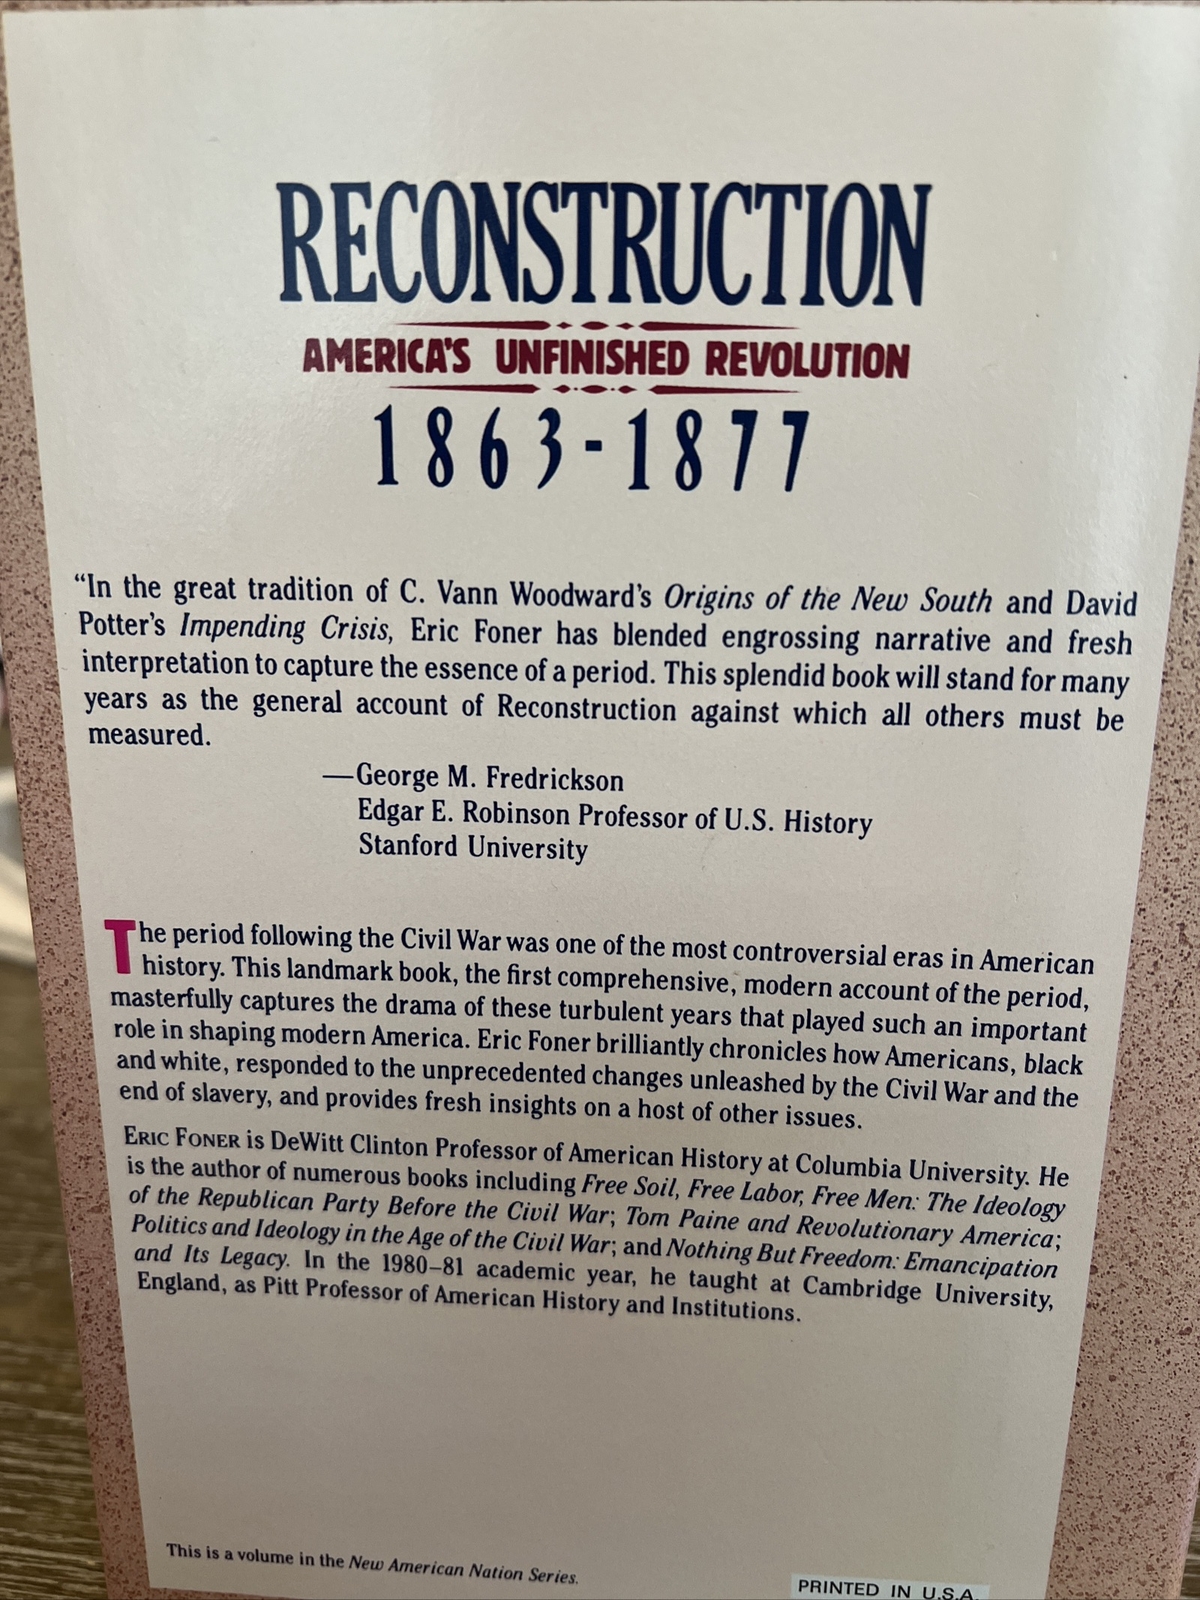 RECONSTRUCTION
AMERICA'S UNFINISHED REVOLUTION
1863-1877
“In the great tradition of C. Vann Woodward's Origins of the New South and David
Potter's Impending Crisis, Eric Foner has blended engrossing narrative and fresh
interpretation to capture the essence of a period. This splendid book will stand for many
years as the general account of Reconstruction against which all others must be
measured.
—George M. Fredrickson
Edgar E. Robinson Professor of U.S. History
Stanford University
The period following the Civil War was one of the most controversial eras in American
history. This landmark book, the first comprehensive, modern account of the period,
masterfully captures the drama of these turbulent years that played such an important
role in shaping modern America. Eric Foner brilliantly chronicles how Americans, black
and white, responded to the unprecedented changes unleashed by the Civil War and the
end of slavery, and provides fresh insights on a host of other issues.
ERIC FONER is DeWitt Clinton Professor of American History at Columbia University. He
is the author of numerous books including Free Soil, Free Labor, Free Men: The Ideology
of the Republican Party Before the Civil War; Tom Paine and Revolutionary America;
Politics and Ideology in the Age of the Civil War; and Nothing But Freedom: Emancipation
and Its Legacy. In the 1980–81 academic year, he taught at Cambridge University,
England, as Pitt Professor of American History and Institutions.
This is a volume in the New American Nation Series.
PRINTED IN U.S.A.